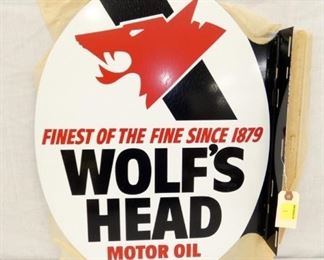 FINEST OF THE FINE SINCE 1879
WOLF'S
HEAD
MOTOR OIL